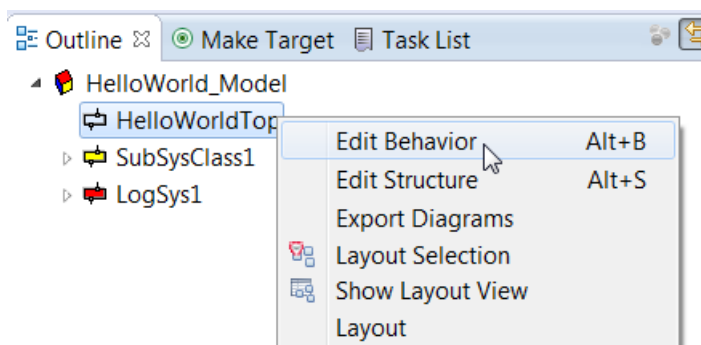 Outline Make Target Task List
HelloWorld_Model
HelloWorldTop
Edit Behavior Alt+B
SubSysClass1
Edit Structure Alt+S
LogSys1
Export Diagrams
Layout Selection
Show Layout View
Layout